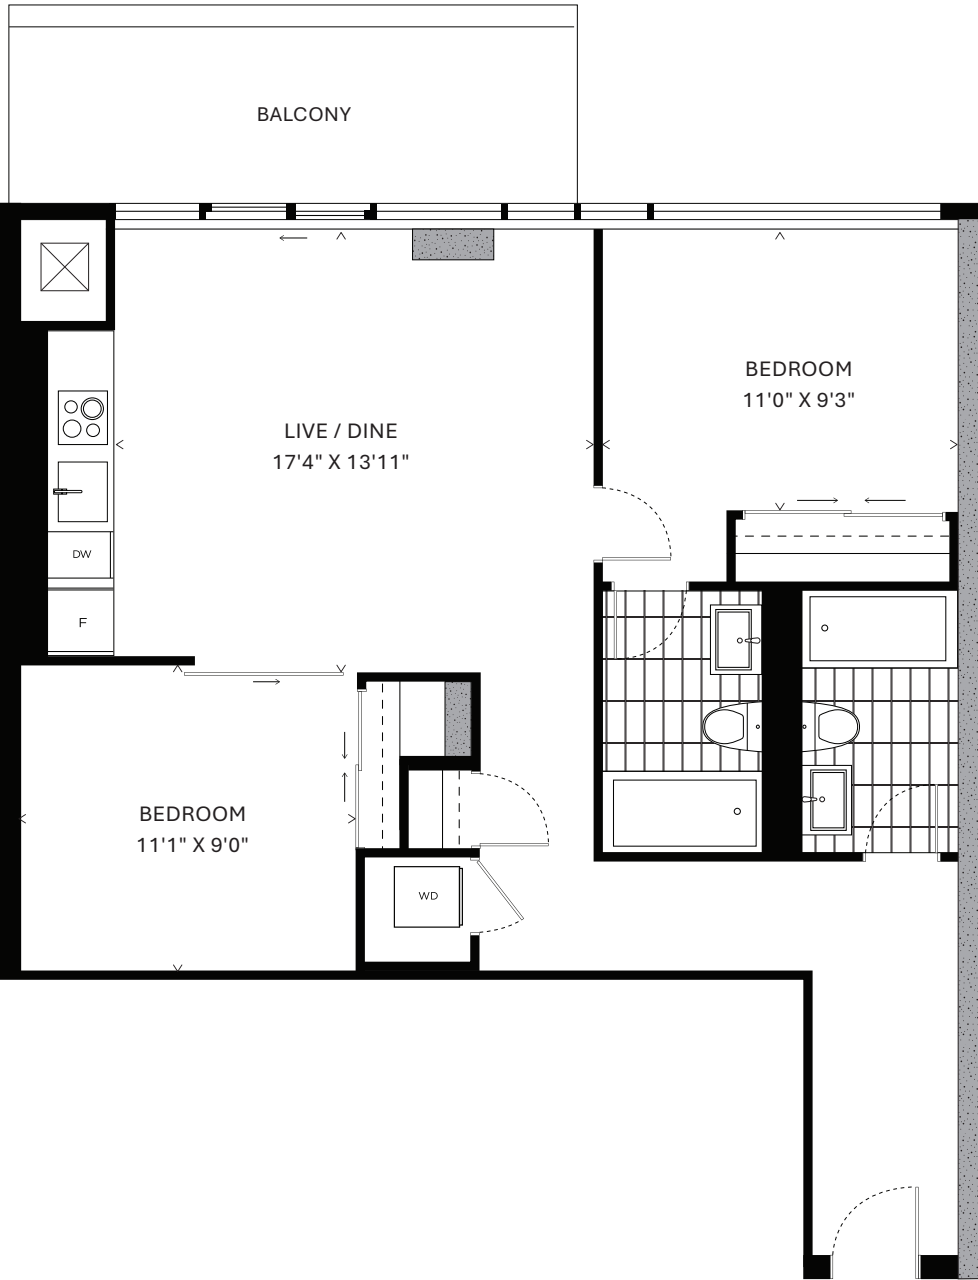 BALCONY
BEDROOM
11'0" X 9'3"
LIVE / DINE
17'4" X 13'11"
DW
F
BEDROOM
11'1" X 9'0"
WD